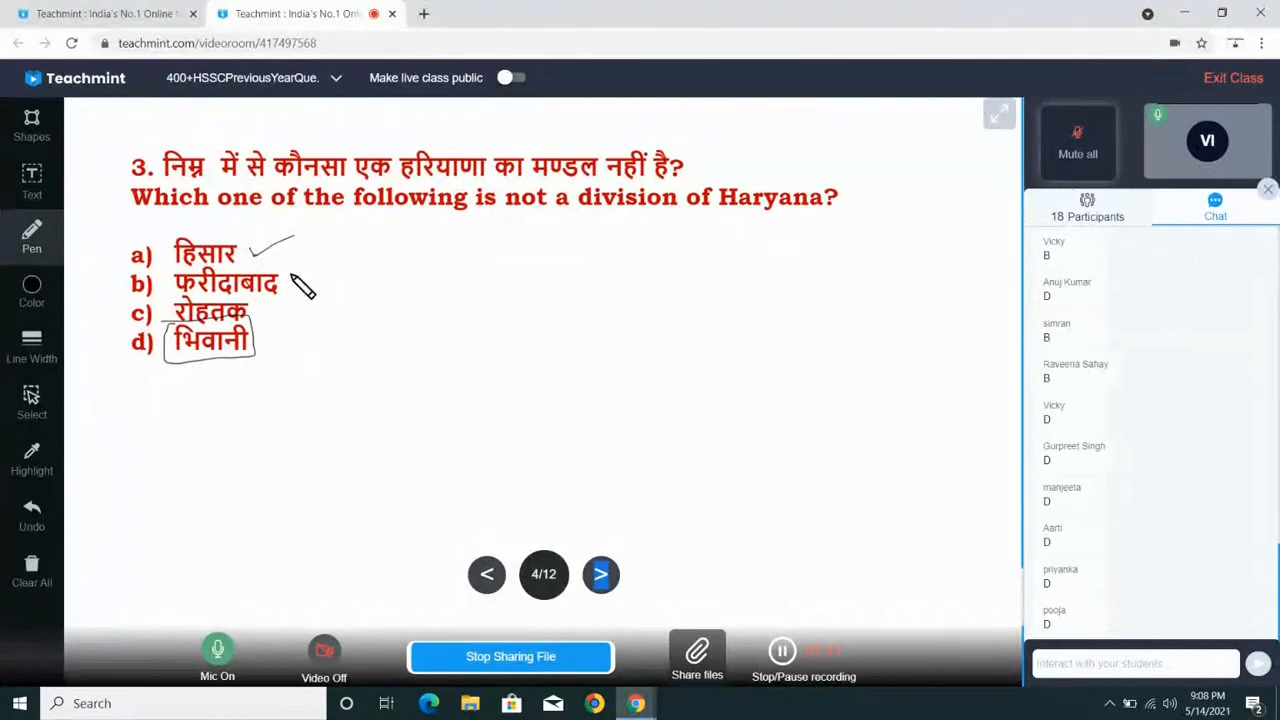 Teachmint : India's No.1 Online t
Teachmint : India's No.1 Onl
teachmint.com/videoroom/417497568
Teachmint
400+HSSCPreviousYearQue.
Make live class public
Exit Class
Shapes
Text
Pen
Color
Line Width
Select
Highlight
Undo
Clear All
3. निम्न में से कौनसा एक हरियाणा का मण्डल नहीं है?
Which one of the following is not a division of Haryana?
a) हिसार
b) फरीदाबाद
c) रोहतक
d) भिवानी
< 4/12 >
Mic On
Video Off
Stop Sharing File
Share files
Stop/Pause recording
Mute all
VI
18 Participants
Chat
Vicky
B
Anuj Kumar
D
simran
B
Raveena Sahay
B
Vicky
D
Gurpreet Singh
D
manjeeta
D
Aarti
D
priyanka
D
pooja
D
Interact with your students...
Search
9:08 PM
5/14/2021
2